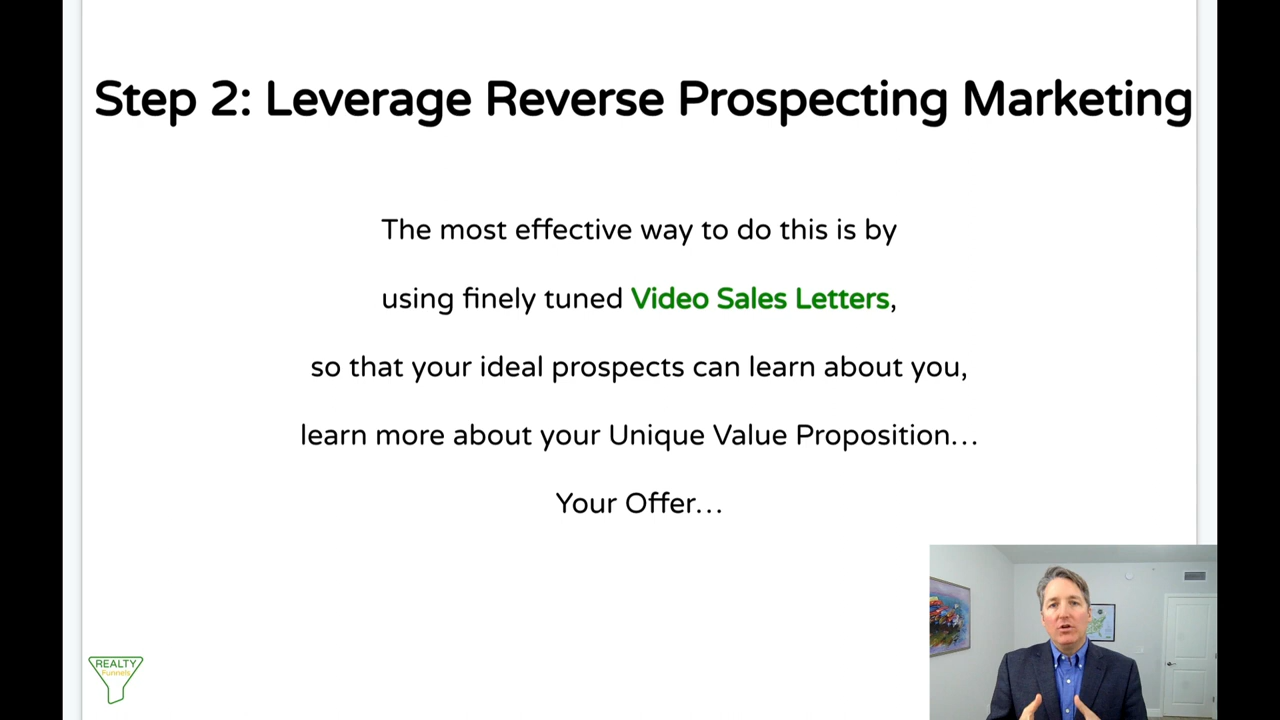 Step 2: Leverage Reverse Prospecting Marketing
The most effective way to do this is by
using finely tuned Video Sales Letters,
so that your ideal prospects can learn about you,
learn more about your Unique Value Proposition…
Your Offer…
REALTY
Funnels